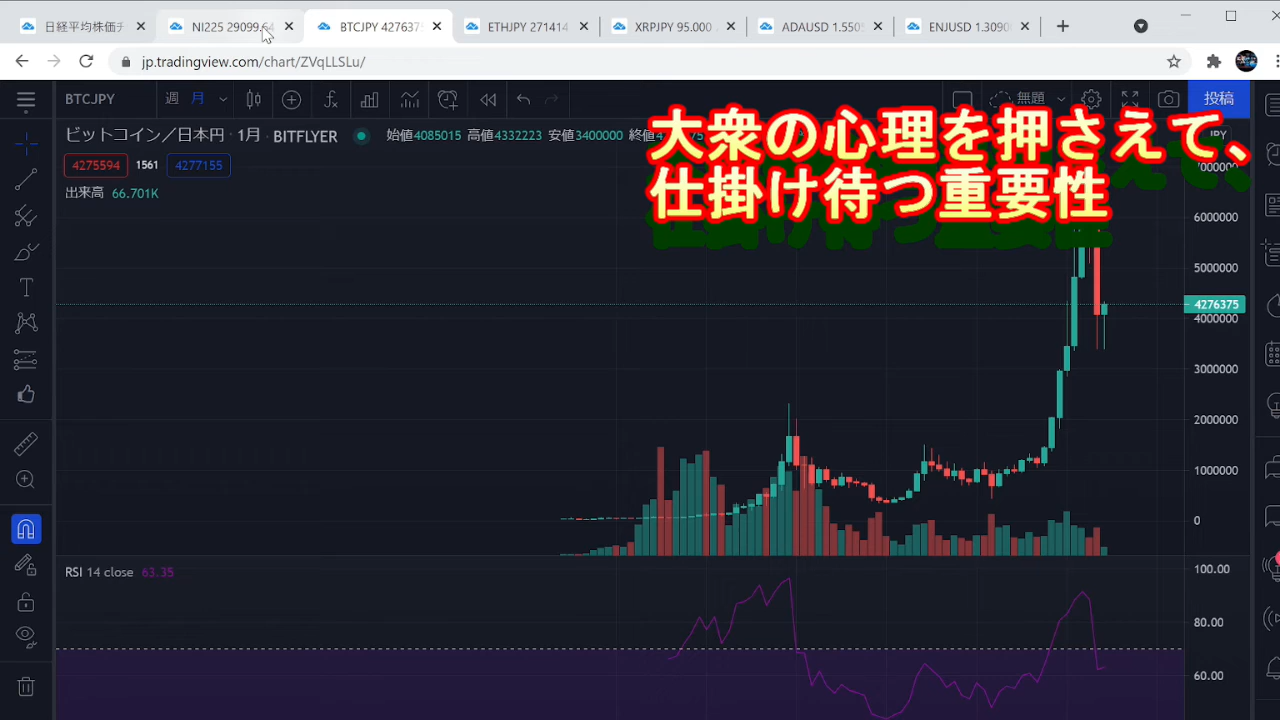 日経平均株価チ
NI225 29099.64
BTCJPY 4276375
ETHJPY 271414
XRPJPY 95.000
ADAUSD 1.5505
ENJUSD 1.3090
jp.tradingview.com/chart/ZVqLLSLu/
BTCJPY
週 月
無題
投稿
ビットコイン／日本円・1月・BITFLYER
始値4085015 高値4332223 安値3400000
JPY
大衆の心理を押さえて、
仕掛け待つ重要性
4275594 1561 4277155
出来高 66.701K
6000000
5000000
4276375
4000000
3000000
2000000
1000000
0
RSI 14 close 63.35
100.00
80.00
60.00